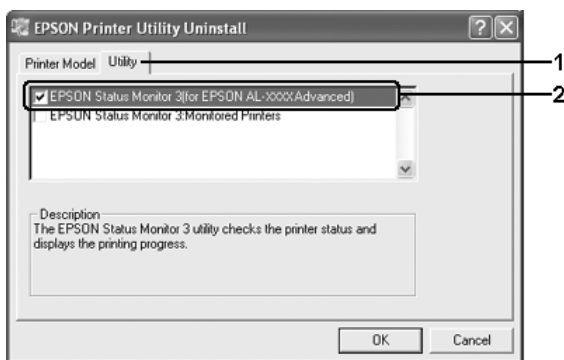 EPSON Printer Utility Uninstall
Printer Model Utility
1
EPSON Status Monitor 3(for EPSON AL-XXXX Advanced)
2
EPSON Status Monitor 3:Monitored Printers
Description
The EPSON Status Monitor 3 utility checks the printer status and
displays the printing progress.
OK Cancel